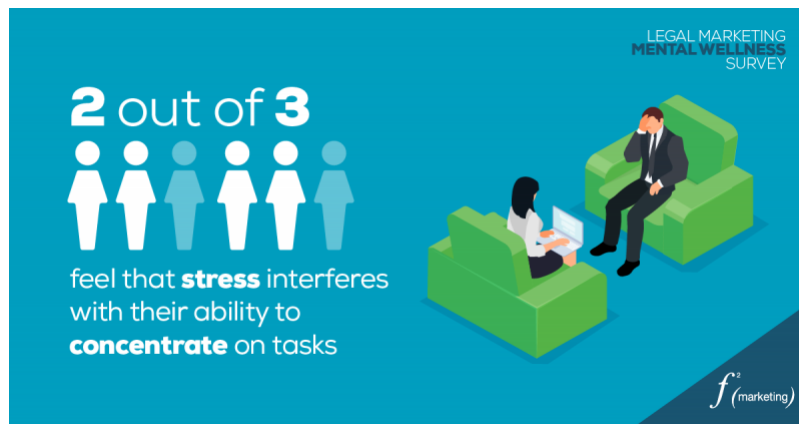 LEGAL MARKETING
MENTAL WELLNESS
SURVEY
2 out of 3
feel that stress interferes
with their ability to
concentrate on tasks
f² (marketing)